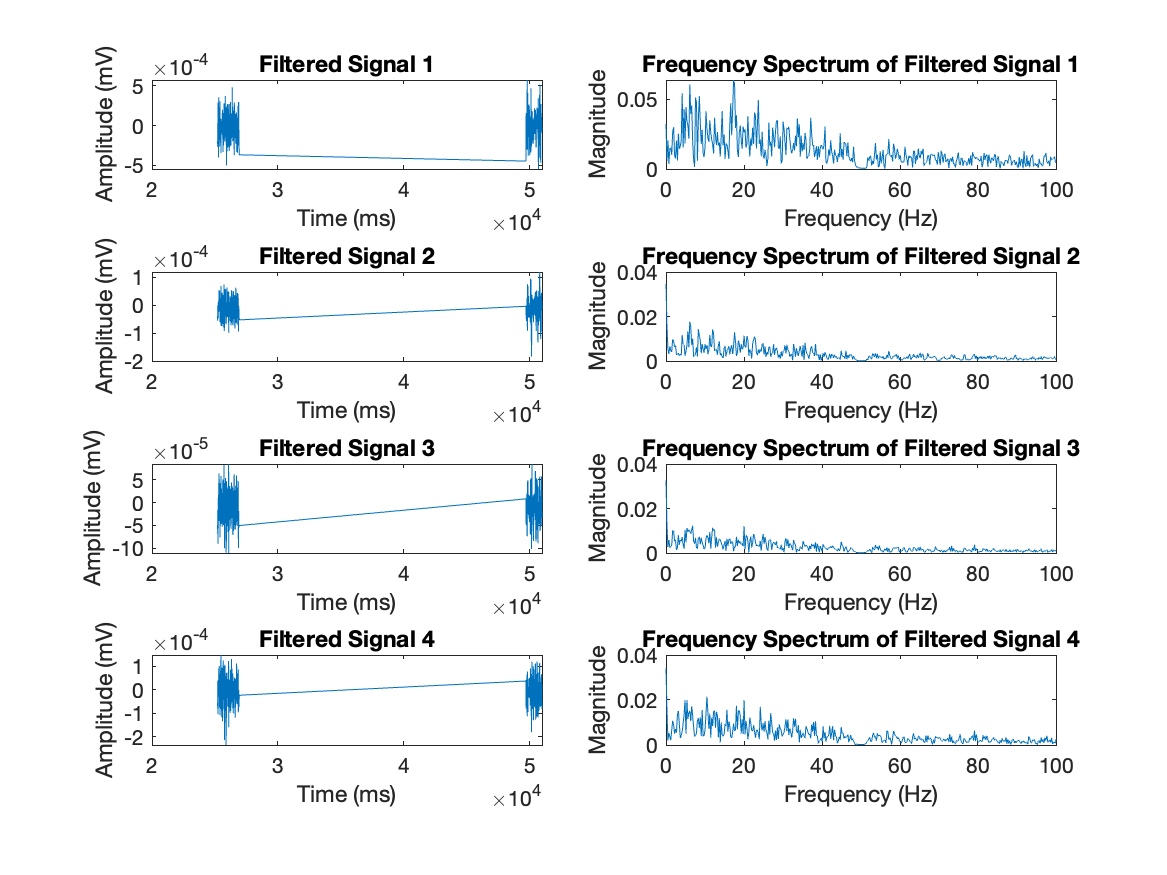 Filtered Signal 1
×10⁻⁴
Amplitude (mV)
5
0
-5
2 3 4 5
Time (ms)
×10⁴
Frequency Spectrum of Filtered Signal 1
Magnitude
0.05
0
0 20 40 60 80 100
Frequency (Hz)
Filtered Signal 2
×10⁻⁴
Amplitude (mV)
1
0
-1
-2
2 3 4 5
Time (ms)
×10⁴
Frequency Spectrum of Filtered Signal 2
Magnitude
0.04
0.02
0
0 20 40 60 80 100
Frequency (Hz)
Filtered Signal 3
×10⁻⁵
Amplitude (mV)
5
0
-5
-10
2 3 4 5
Time (ms)
×10⁴
Frequency Spectrum of Filtered Signal 3
Magnitude
0.04
0.02
0
0 20 40 60 80 100
Frequency (Hz)
Filtered Signal 4
×10⁻⁴
Amplitude (mV)
1
0
-1
-2
2 3 4 5
Time (ms)
×10⁴
Frequency Spectrum of Filtered Signal 4
Magnitude
0.04
0.02
0
0 20 40 60 80 100
Frequency (Hz)